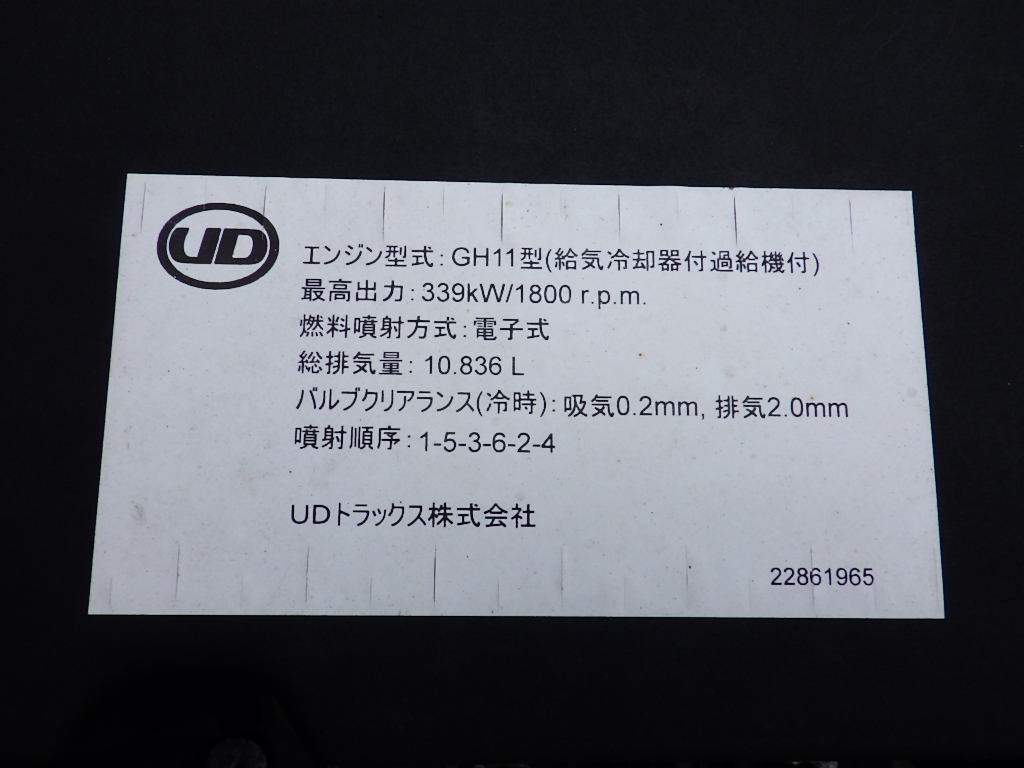 UD
エンジン型式：GH11型(給気冷却器付過給機付)
最高出力：339kW/1800 r.p.m.
燃料噴射方式：電子式
総排気量：10.836 L
バルブクリアランス(冷時)：吸気0.2mm, 排気2.0mm
噴射順序：1-5-3-6-2-4
UDトラックス株式会社
22861965